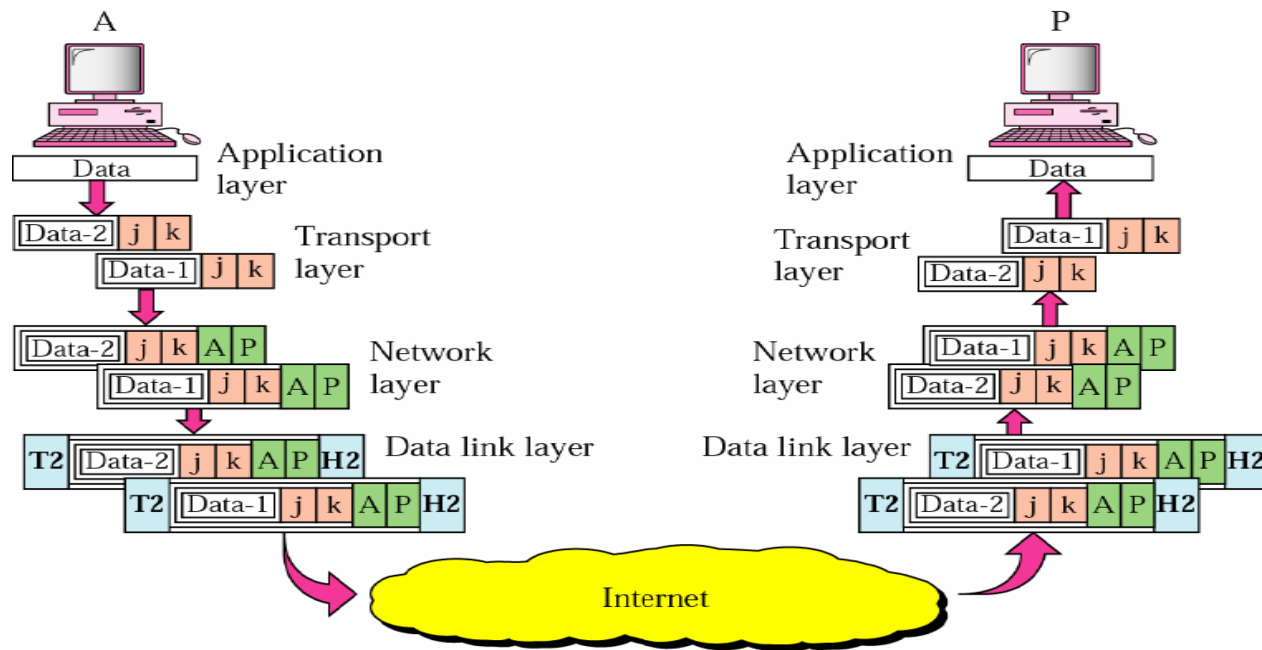 A
Data
Application
layer
Data-2 j k
Data-1 j k
Transport
layer
Data-2 j k A P
Data-1 j k A P
Network
layer
T2 Data-2 j k A P H2
T2 Data-1 j k A P H2
Data link layer
Internet
P
Data
Application
layer
Data-1 j k
Data-2 j k
Transport
layer
Data-1 j k A P
Data-2 j k A P
Network
layer
T2 Data-1 j k A P H2
T2 Data-2 j k A P H2
Data link layer